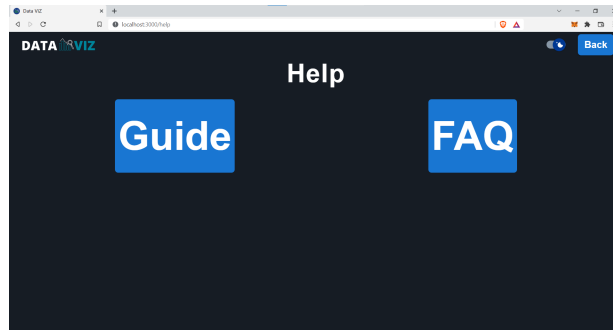 Data VIZ
localhost:3000/help
DATA VIZ
Back
Help
Guide
FAQ